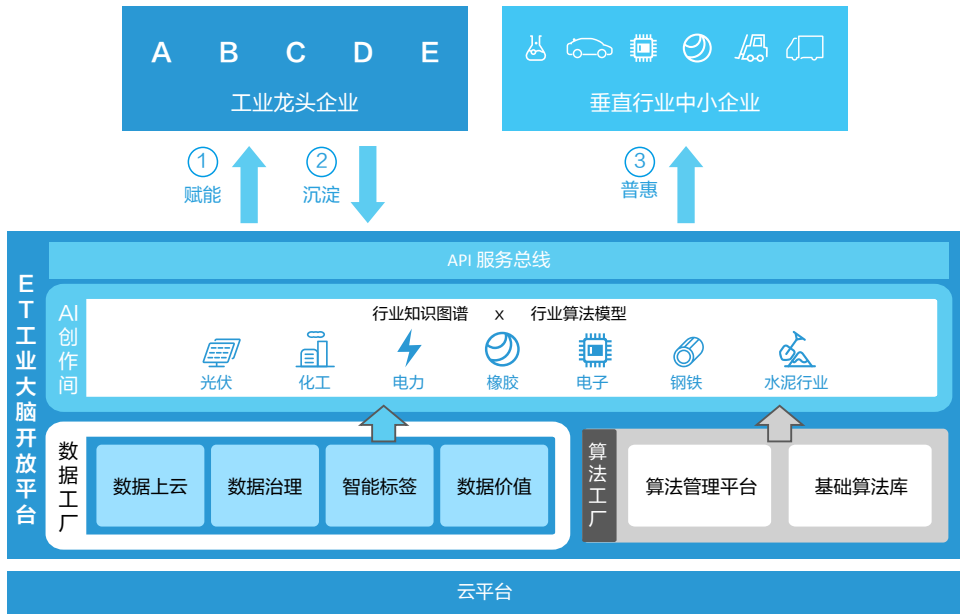 A B C D E
工业龙头企业
垂直行业中小企业
1
赋能
2
沉淀
3
普惠
ET工业大脑开放平台
API 服务总线
AI创作间
行业知识图谱 x 行业算法模型
光伏 化工 电力 橡胶 电子 钢铁 水泥行业
数据工厂
数据上云 数据治理 智能标签 数据价值
算法工厂
算法管理平台 基础算法库
云平台